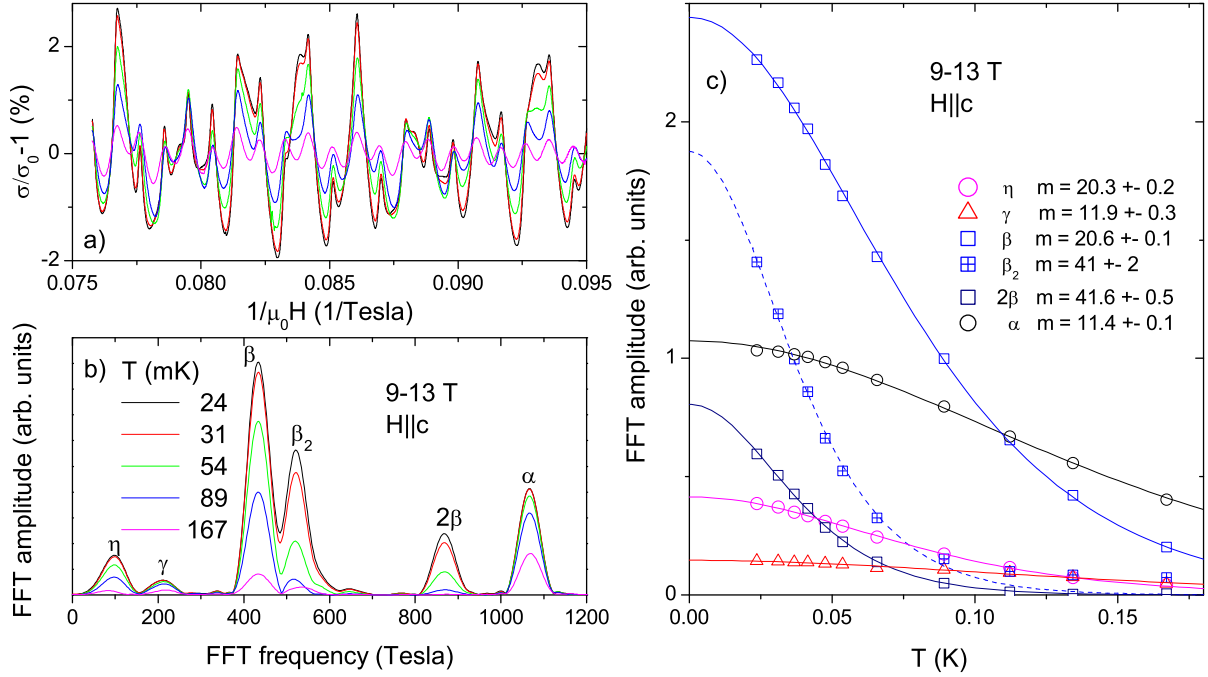 a)
σ/σ₀-1 (%)
2
0
-2
0.075 0.080 0.085 0.090 0.095
1/μ₀H (1/Tesla)
b)
T (mK)
24
31
54
89
167
9-13 T
H||c
η
γ
β
β₂
2β
α
FFT amplitude (arb. units)
0 200 400 600 800 1000 1200
FFT frequency (Tesla)
c)
9-13 T
H||c
η m = 20.3 +- 0.2
γ m = 11.9 +- 0.3
β m = 20.6 +- 0.1
β₂ m = 41 +- 2
2β m = 41.6 +- 0.5
α m = 11.4 +- 0.1
FFT amplitude (arb. units)
2
1
0
0.00 0.05 0.10 0.15
T (K)